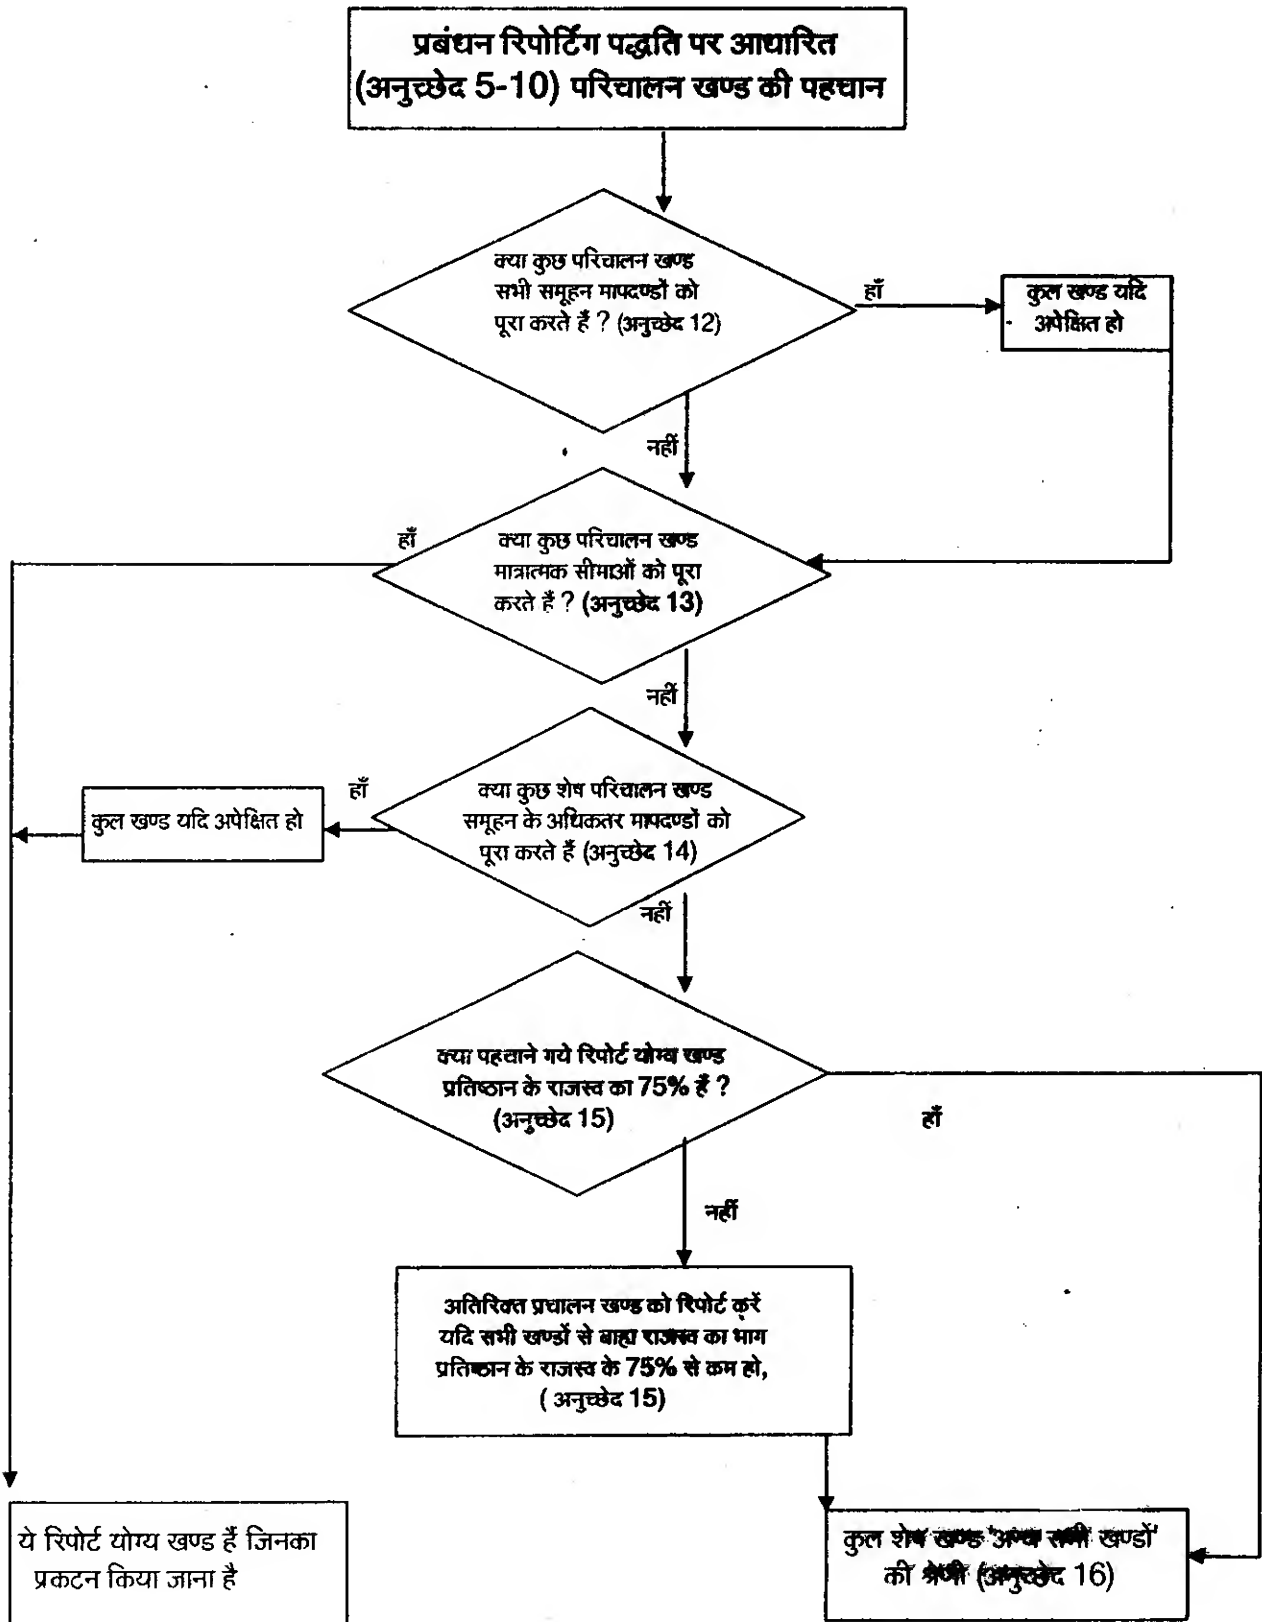 प्रबंधन रिपोर्टिंग पद्धति पर आधारित
(अनुच्छेद 5-10) परिचालन खण्ड की पहचान
क्या कुछ परिचालन खण्ड
सभी समूहन मापदण्डों को
पूरा करते हैं ? (अनुच्छेद 12)
हाँ
कुल खण्ड यदि
अपेक्षित हो
नहीं
हाँ
क्या कुछ परिचालन खण्ड
मात्रात्मक सीमाओं को पूरा
करते हैं ? (अनुच्छेद 13)
नहीं
हाँ
क्या कुछ शेष परिचालन खण्ड
समूहन के अधिकतर मापदण्डों को
पूरा करते हैं (अनुच्छेद 14)
कुल खण्ड यदि अपेक्षित हो
नहीं
क्या पहचाने गये रिपोर्ट योग्य खण्ड
प्रतिष्ठान के राजस्व का 75% हैं ?
(अनुच्छेद 15)
हाँ
नहीं
अतिरिक्त प्रचालन खण्ड को रिपोर्ट करें
यदि सभी खण्डों से बाह्य राजस्व का भाग
प्रतिष्ठान के राजस्व के 75% से कम हो,
( अनुच्छेद 15)
ये रिपोर्ट योग्य खण्ड हैं जिनका
प्रकटन किया जाना है
कुल शेष खण्ड 'अन्य सभी खण्डों'
की श्रेणी (अनुच्छेद 16)